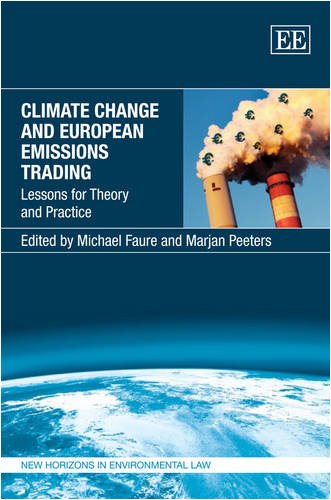 EE
CLIMATE CHANGE
AND EUROPEAN
EMISSIONS
TRADING
Lessons for Theory
and Practice
Edited by Michael Faure and Marjan Peeters
NEW HORIZONS IN ENVIRONMENTAL LAW